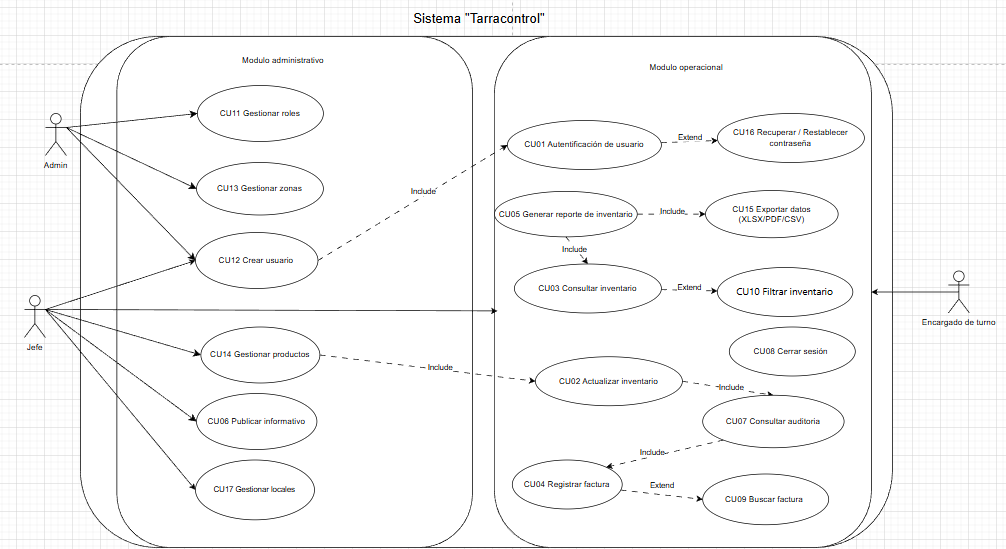 Sistema "Tarracontrol"
Modulo administrativo
Modulo operacional
CU11 Gestionar roles
CU13 Gestionar zonas
CU12 Crear usuario
CU14 Gestionar productos
CU06 Publicar informativo
CU17 Gestionar locales
Admin
Jefe
Include
Include
CU01 Autentificación de usuario
Extend
CU16 Recuperar / Restablecer
contraseña
CU05 Generar reporte de inventario
Include
CU15 Exportar datos
(XLSX/PDF/CSV)
Include
CU03 Consultar inventario
Extend
CU10 Filtrar inventario
CU08 Cerrar sesión
CU02 Actualizar inventario
Include
CU07 Consultar auditoria
Include
CU04 Registrar factura
Extend
CU09 Buscar factura
Encargado de turno